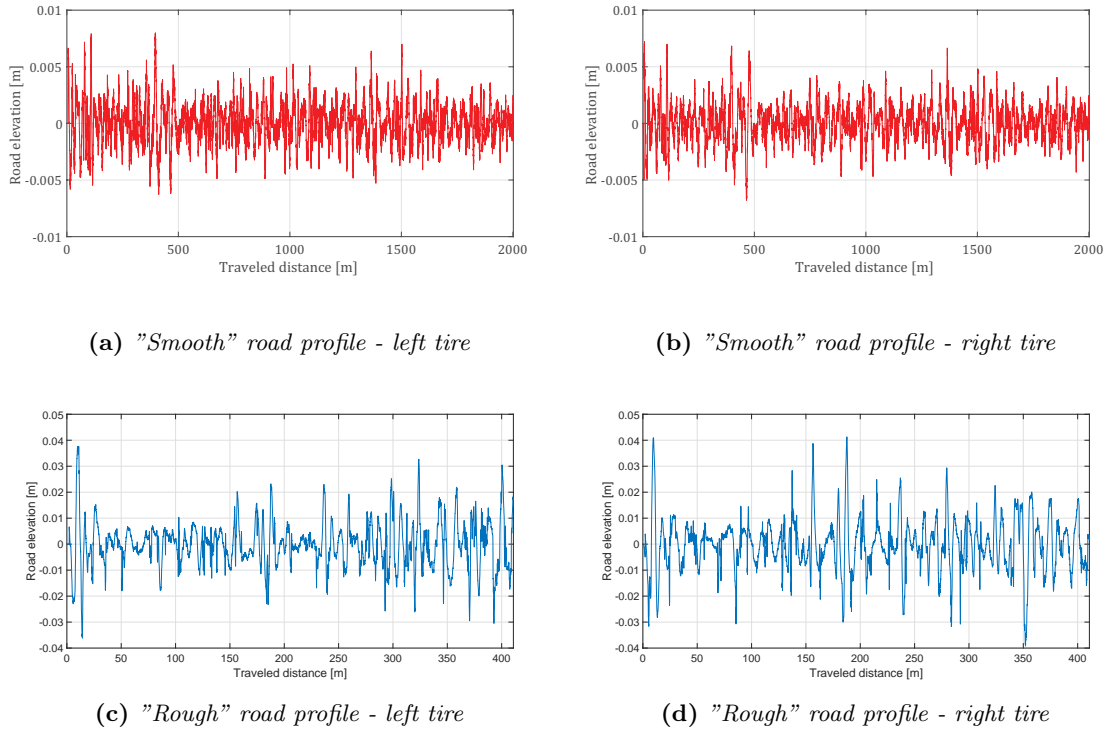 0.01
0.005
0
-0.005
-0.01
Road elevation [m]
0 500 1000 1500 2000
Traveled distance [m]
(a) "Smooth" road profile - left tire
0.01
0.005
0
-0.005
-0.01
Road elevation [m]
0 500 1000 1500 2000
Traveled distance [m]
(b) "Smooth" road profile - right tire
0.05
0.04
0.03
0.02
0.01
0
-0.01
-0.02
-0.03
-0.04
Road elevation [m]
0 50 100 150 200 250 300 350 400
Traveled distance [m]
(c) "Rough" road profile - left tire
0.05
0.04
0.03
0.02
0.01
0
-0.01
-0.02
-0.03
-0.04
Road elevation [m]
0 50 100 150 200 250 300 350 400
Traveled distance [m]
(d) "Rough" road profile - right tire